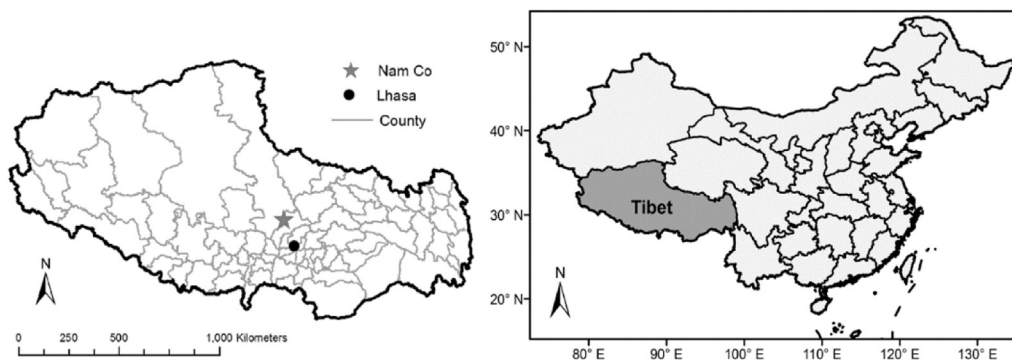 Nam Co
Lhasa
County
N
0 250 500 1,000 Kilometers
50° N
40° N
30° N
20° N
Tibet
N
80° E 90° E 100° E 110° E 120° E 130° E